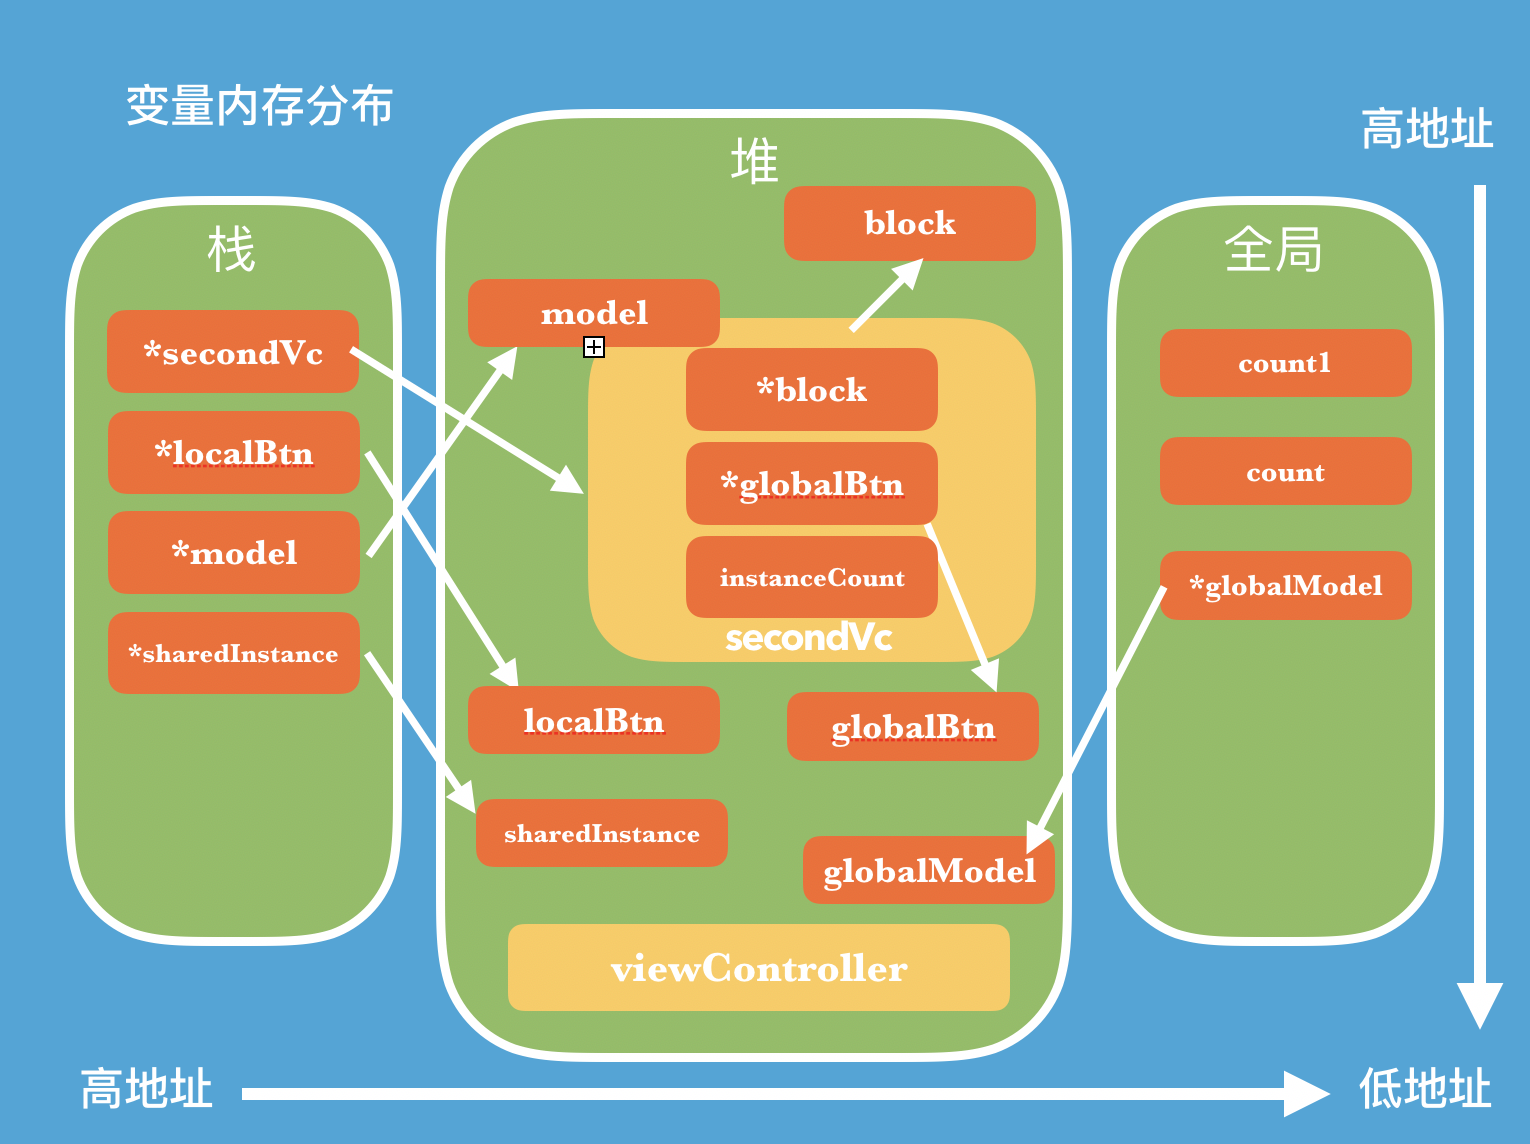 变量内存分布
高地址
栈
*secondVc
*localBtn
*model
*sharedInstance
堆
block
model
*block
*globalBtn
instanceCount
secondVc
localBtn
globalBtn
sharedInstance
globalModel
viewController
全局
count1
count
*globalModel
高地址
低地址